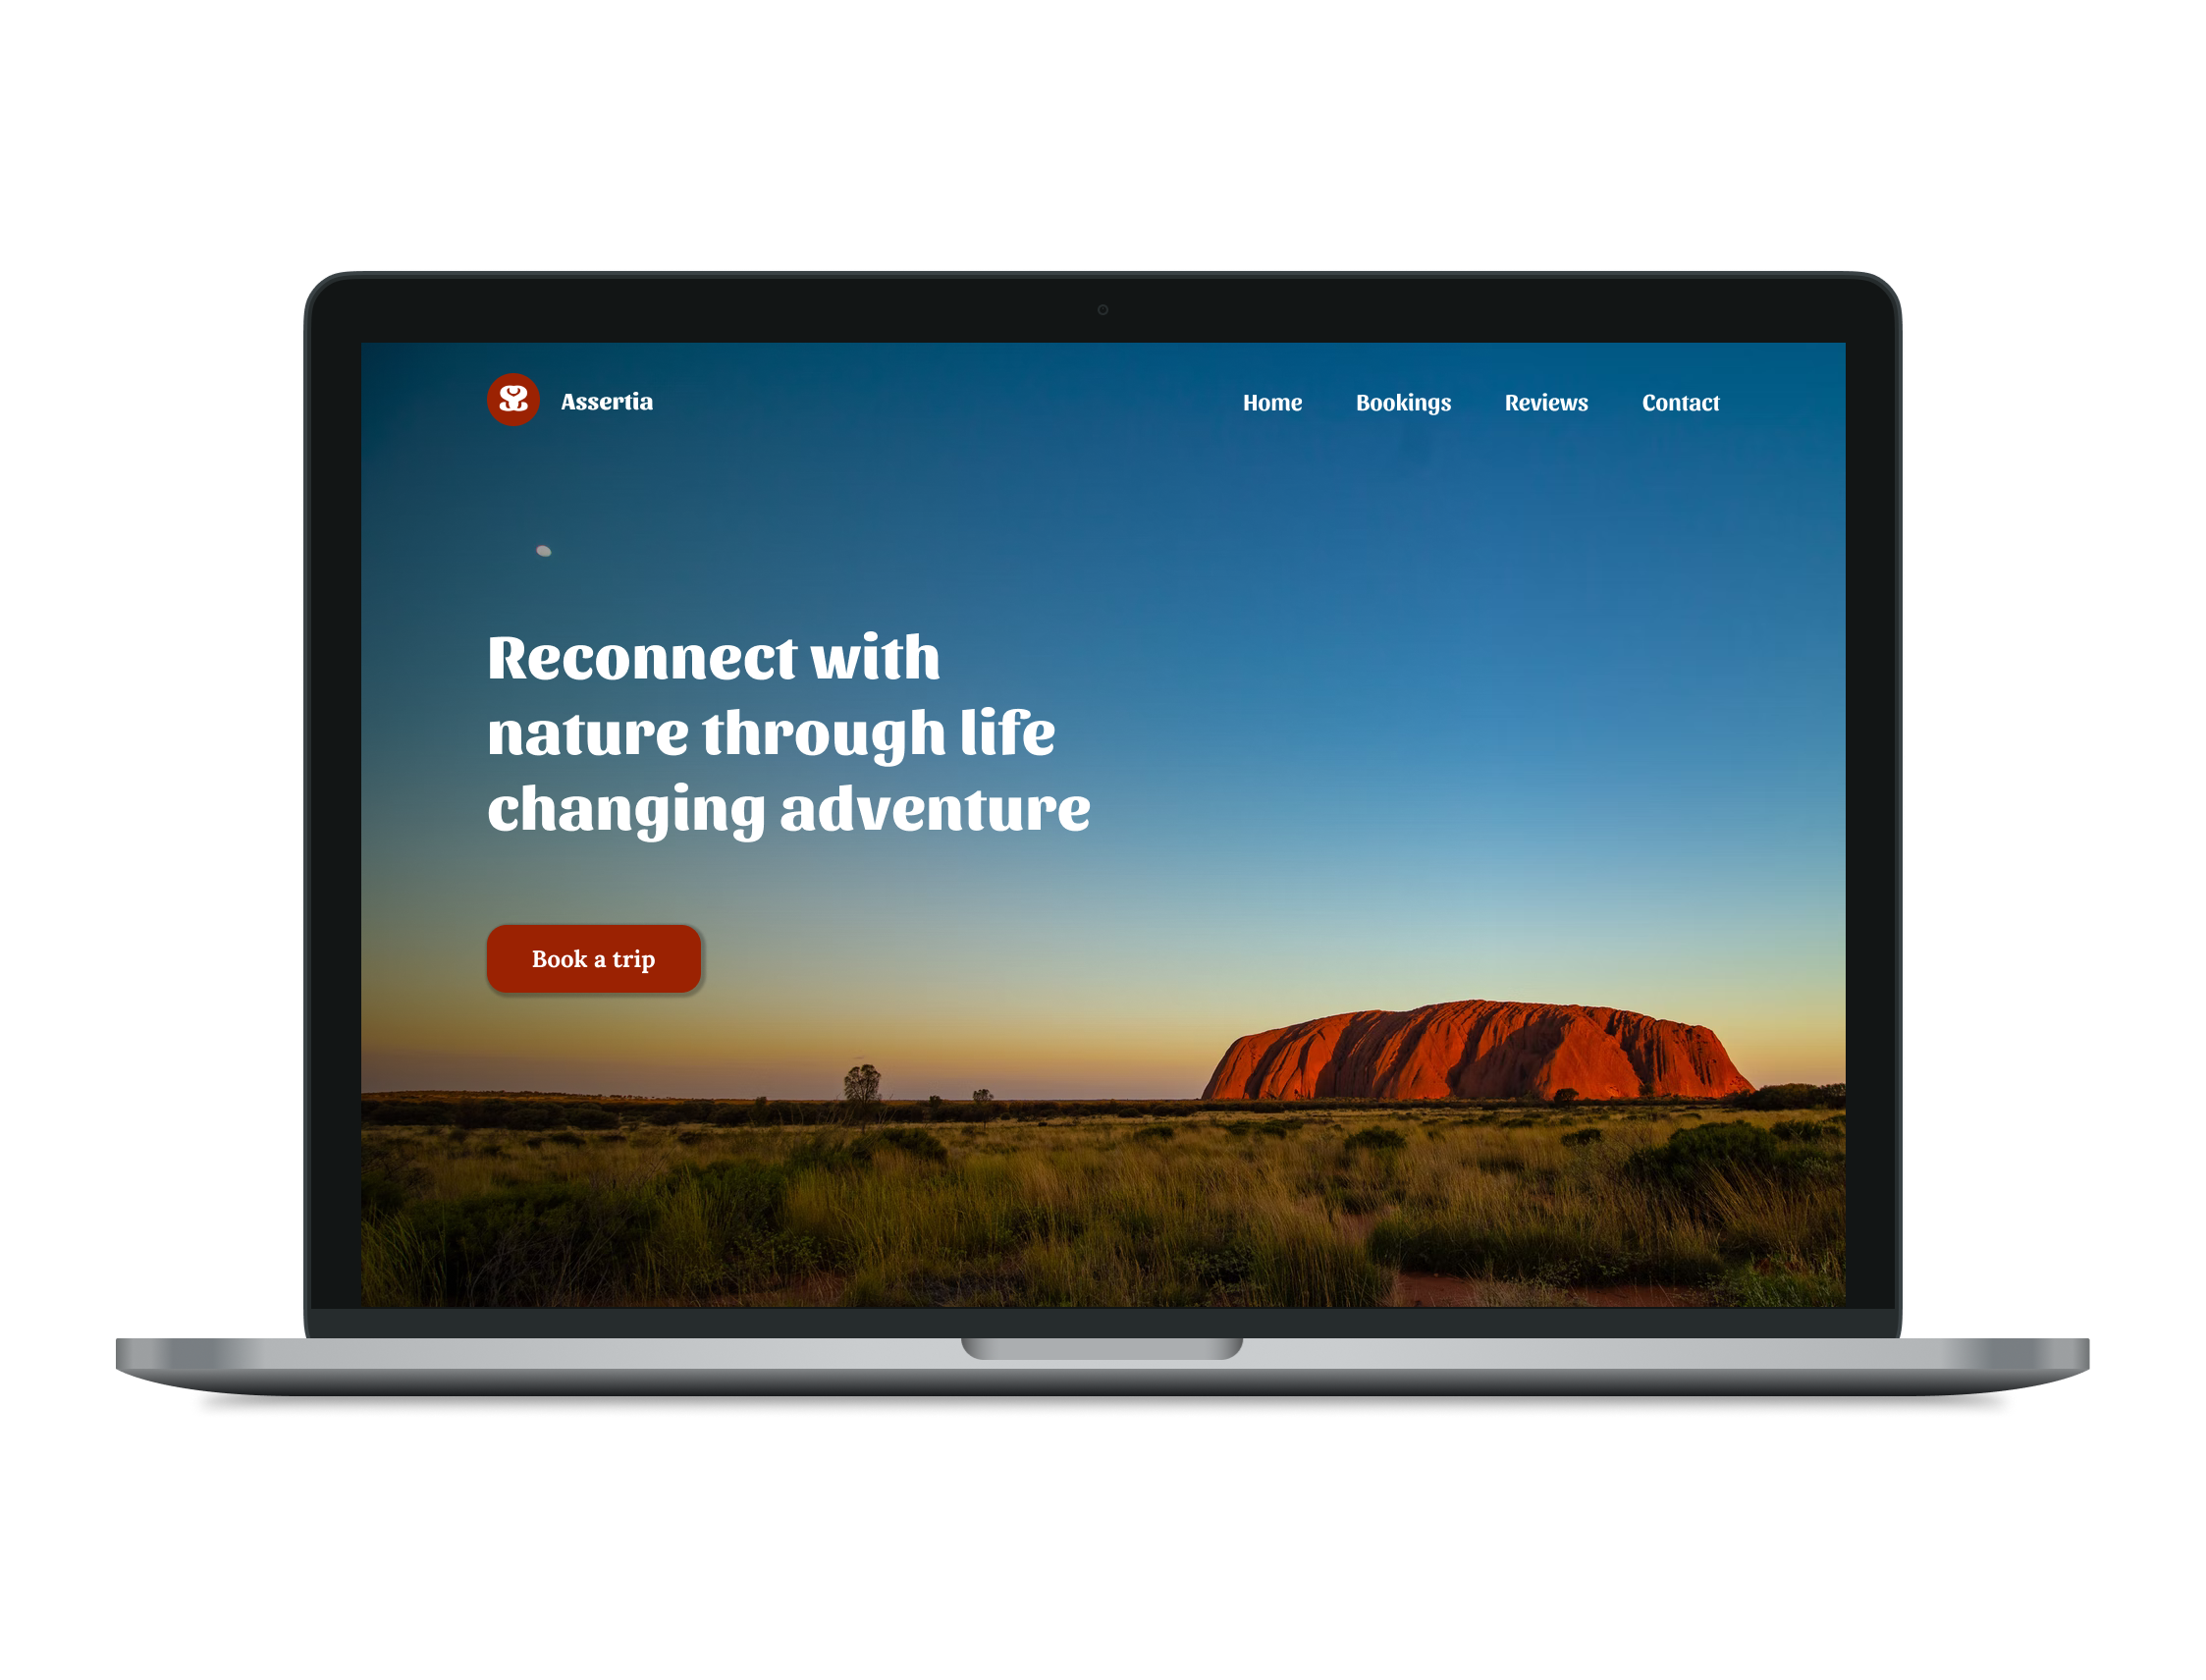 Assertia
Home Bookings Reviews Contact
Reconnect with
nature through life
changing adventure
Book a trip